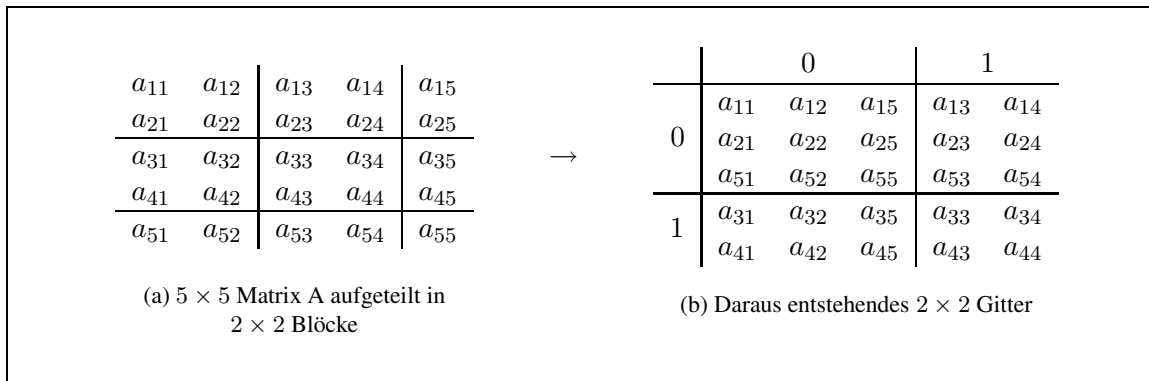 a11 a12 a13 a14 a15
a21 a22 a23 a24 a25
a31 a32 a33 a34 a35
a41 a42 a43 a44 a45
a51 a52 a53 a54 a55
(a) 5 × 5 Matrix A aufgeteilt in
2 × 2 Blöcke
→
0 1
a11 a12 a15 a13 a14
0 a21 a22 a25 a23 a24
a51 a52 a55 a53 a54
a31 a32 a35 a33 a34
1
a41 a42 a45 a43 a44
(b) Daraus entstehendes 2 × 2 Gitter